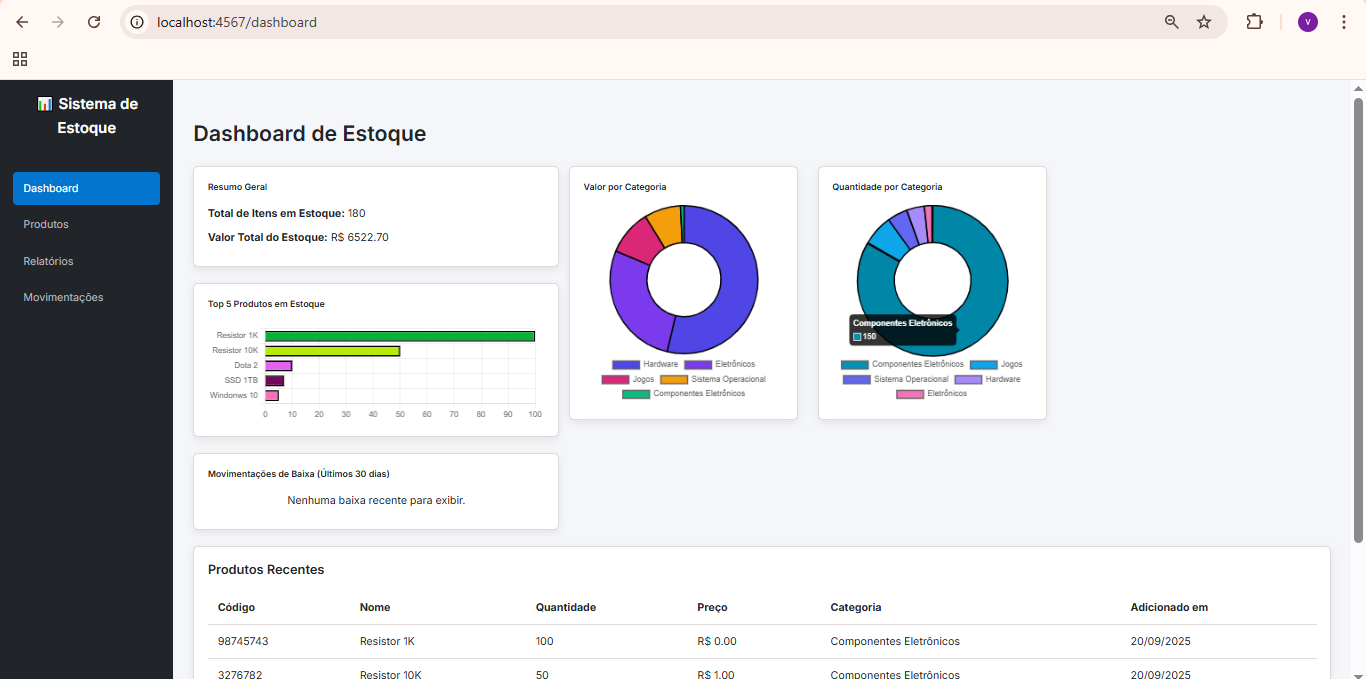 localhost:4567/dashboard
V
Sistema de
Estoque
Dashboard
Produtos
Relatórios
Movimentações
Dashboard de Estoque
Resumo Geral
Total de Itens em Estoque: 180
Valor Total do Estoque: R$ 6522.70
Top 5 Produtos em Estoque
Resistor 1K
Resistor 10K
Dota 2
SSD 1TB
Windonws 10
0 10 20 30 40 50 60 70 80 90 100
Movimentações de Baixa (Últimos 30 dias)
Nenhuma baixa recente para exibir.
Valor por Categoria
Hardware Eletrônicos
Jogos Sistema Operacional
Componentes Eletrônicos
Quantidade por Categoria
Componentes Eletrônicos
150
Componentes Eletrônicos Jogos
Sistema Operacional Hardware
Eletrônicos
Produtos Recentes
Código Nome Quantidade Preço Categoria Adicionado em
98745743 Resistor 1K 100 R$ 0.00 Componentes Eletrônicos 20/09/2025
3276782 Resistor 10K 50 R$ 1.00 Componentes Eletrônicos 20/09/2025